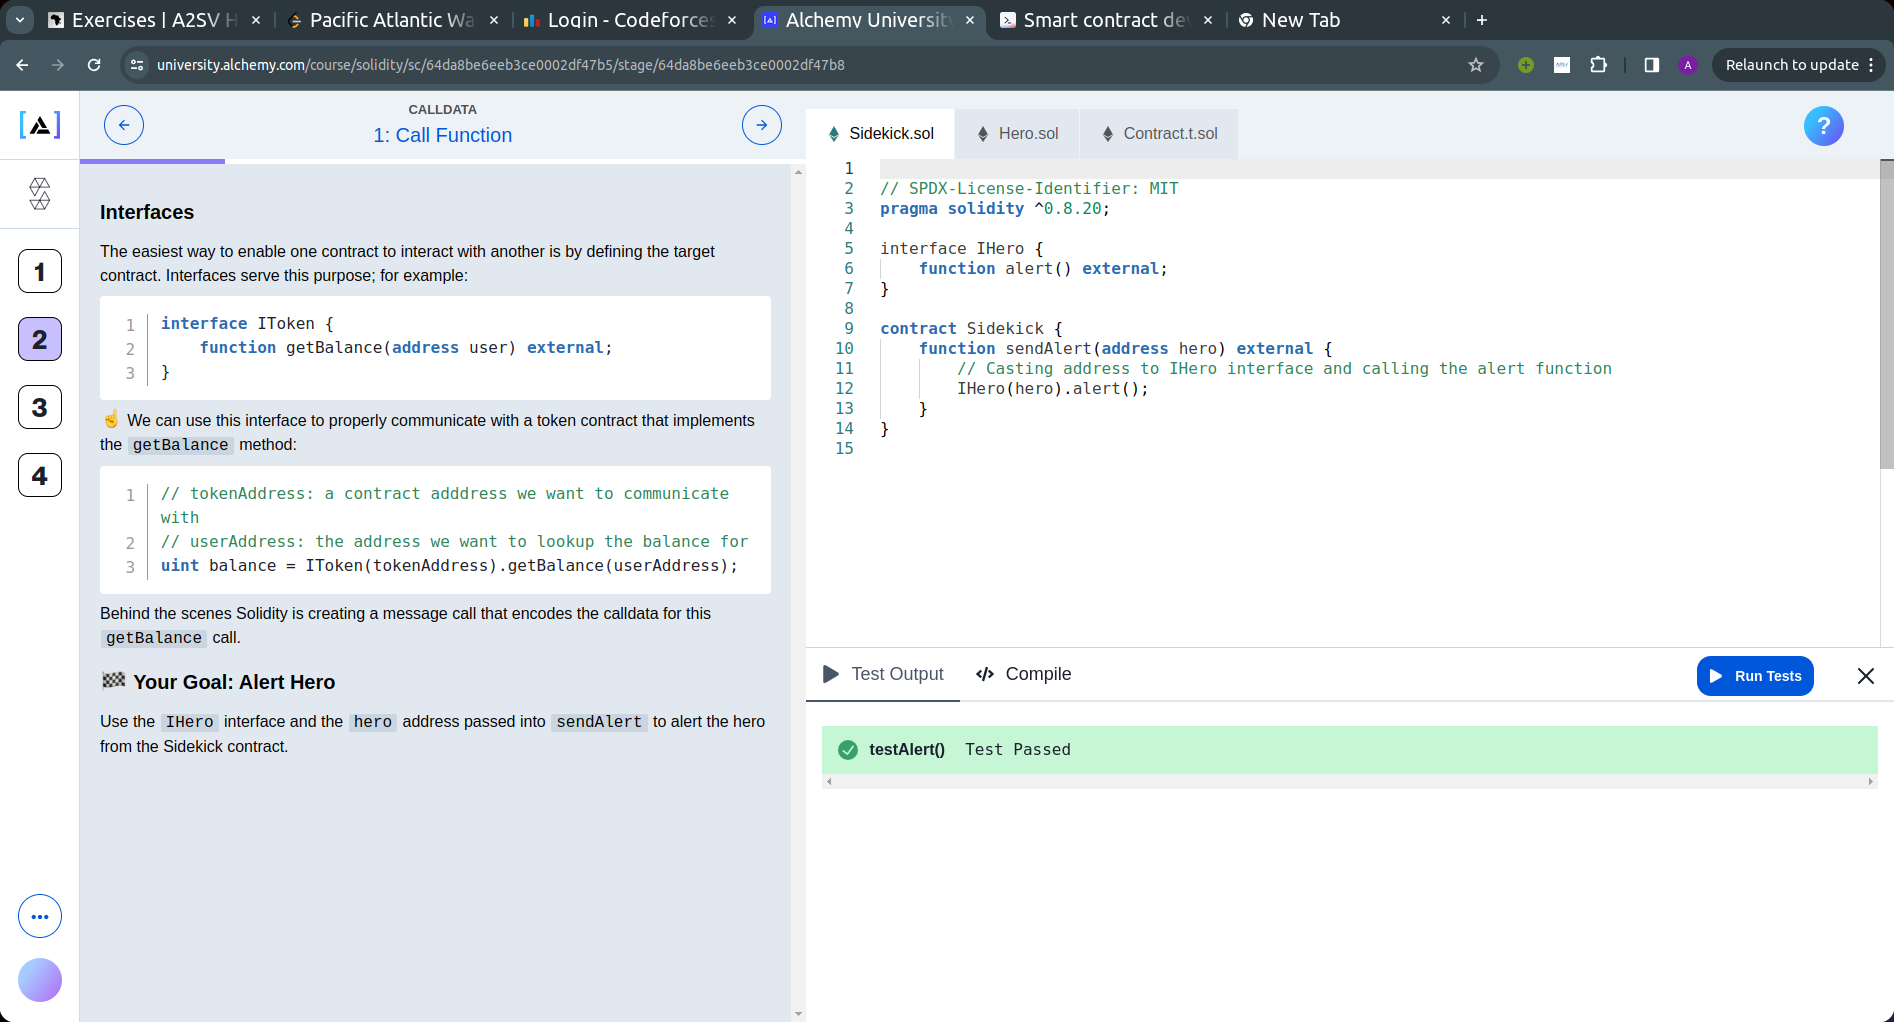 Exercises | A2SV H
Pacific Atlantic Wa
Login - Codeforces
Alchemy University
Smart contract dev
New Tab
university.alchemy.com/course/solidity/sc/64da8be6eeb3ce0002df47b5/stage/64da8be6eeb3ce0002df47b8
A
Relaunch to update
CALLDATA
1: Call Function
1
2
3
4
Interfaces
The easiest way to enable one contract to interact with another is by defining the target
contract. Interfaces serve this purpose; for example:
1 interface IToken {
2     function getBalance(address user) external;
3 }
☝️ We can use this interface to properly communicate with a token contract that implements
the getBalance method:
1 // tokenAddress: a contract adddress we want to communicate
with
2 // userAddress: the address we want to lookup the balance for
3 uint balance = IToken(tokenAddress).getBalance(userAddress);
Behind the scenes Solidity is creating a message call that encodes the calldata for this
getBalance call.
🏁 Your Goal: Alert Hero
Use the IHero interface and the hero address passed into sendAlert to alert the hero
from the Sidekick contract.
Sidekick.sol
Hero.sol
Contract.t.sol
?
1
2 // SPDX-License-Identifier: MIT
3 pragma solidity ^0.8.20;
4
5 interface IHero {
6     function alert() external;
7 }
8
9 contract Sidekick {
10     function sendAlert(address hero) external {
11         // Casting address to IHero interface and calling the alert function
12         IHero(hero).alert();
13     }
14 }
15
Test Output
Compile
Run Tests
testAlert() Test Passed